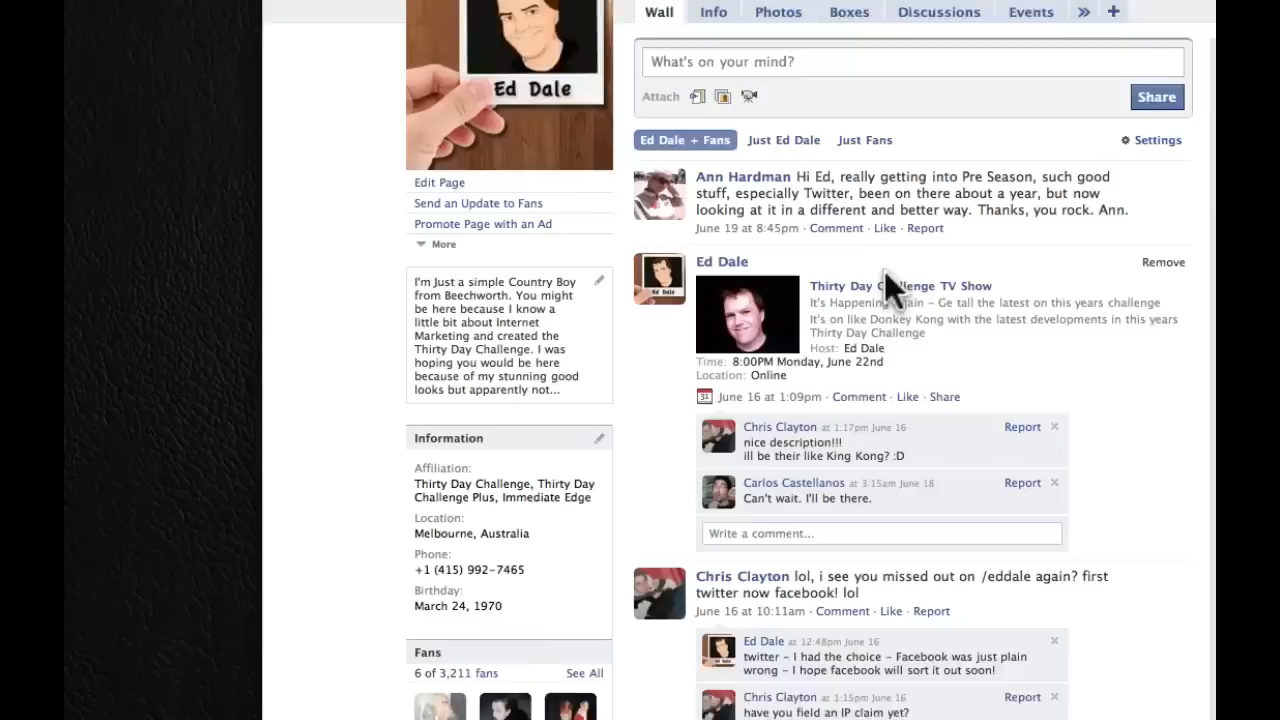 Ed Dale
Edit Page
Send an Update to Fans
Promote Page with an Ad
More
I'm Just a simple Country Boy
from Beechworth. You might
be here because I know a
little bit about Internet
Marketing and created the
Thirty Day Challenge. I was
hoping you would be here
because of my stunning good
looks but apparently not...
Information
Affiliation:
Thirty Day Challenge, Thirty Day
Challenge Plus, Immediate Edge
Location:
Melbourne, Australia
Phone:
+1 (415) 992-7465
Birthday:
March 24, 1970
Fans
6 of 3,211 fans See All
Wall Info Photos Boxes Discussions Events » +
What's on your mind?
Attach Share
Ed Dale + Fans Just Ed Dale Just Fans Settings
Ann Hardman Hi Ed, really getting into Pre Season, such good
stuff, especially Twitter, been on there about a year, but now
looking at it in a different and better way. Thanks, you rock. Ann.
June 19 at 8:45pm · Comment · Like · Report
Ed Dale Remove
Ed Dale
Thirty Day Challenge TV Show
It's Happening Again - Ge tall the latest on this years challenge
It's on like Donkey Kong with the latest developments in this years
Thirty Day Challenge
Host: Ed Dale
Time: 8:00PM Monday, June 22nd
Location: Online
31 June 16 at 1:09pm · Comment · Like · Share
Chris Clayton at 1:17pm June 16 Report ×
nice description!!!
ill be their like King Kong? :D
Carlos Castellanos at 3.15am June 18 Report ×
Can't wait. I'll be there.
Write a comment...
Chris Clayton lol, i see you missed out on /eddale again? first
twitter now facebook! lol
June 16 at 10:11am · Comment · Like · Report
Ed Dale at 12:48pm June 16 ×
Ed Dale
twitter - I had the choice - Facebook was just plain
wrong - I hope facebook will sort it out soon!
Chris Clayton at 1:15pm June 16 Report ×
have you field an IP claim yet?